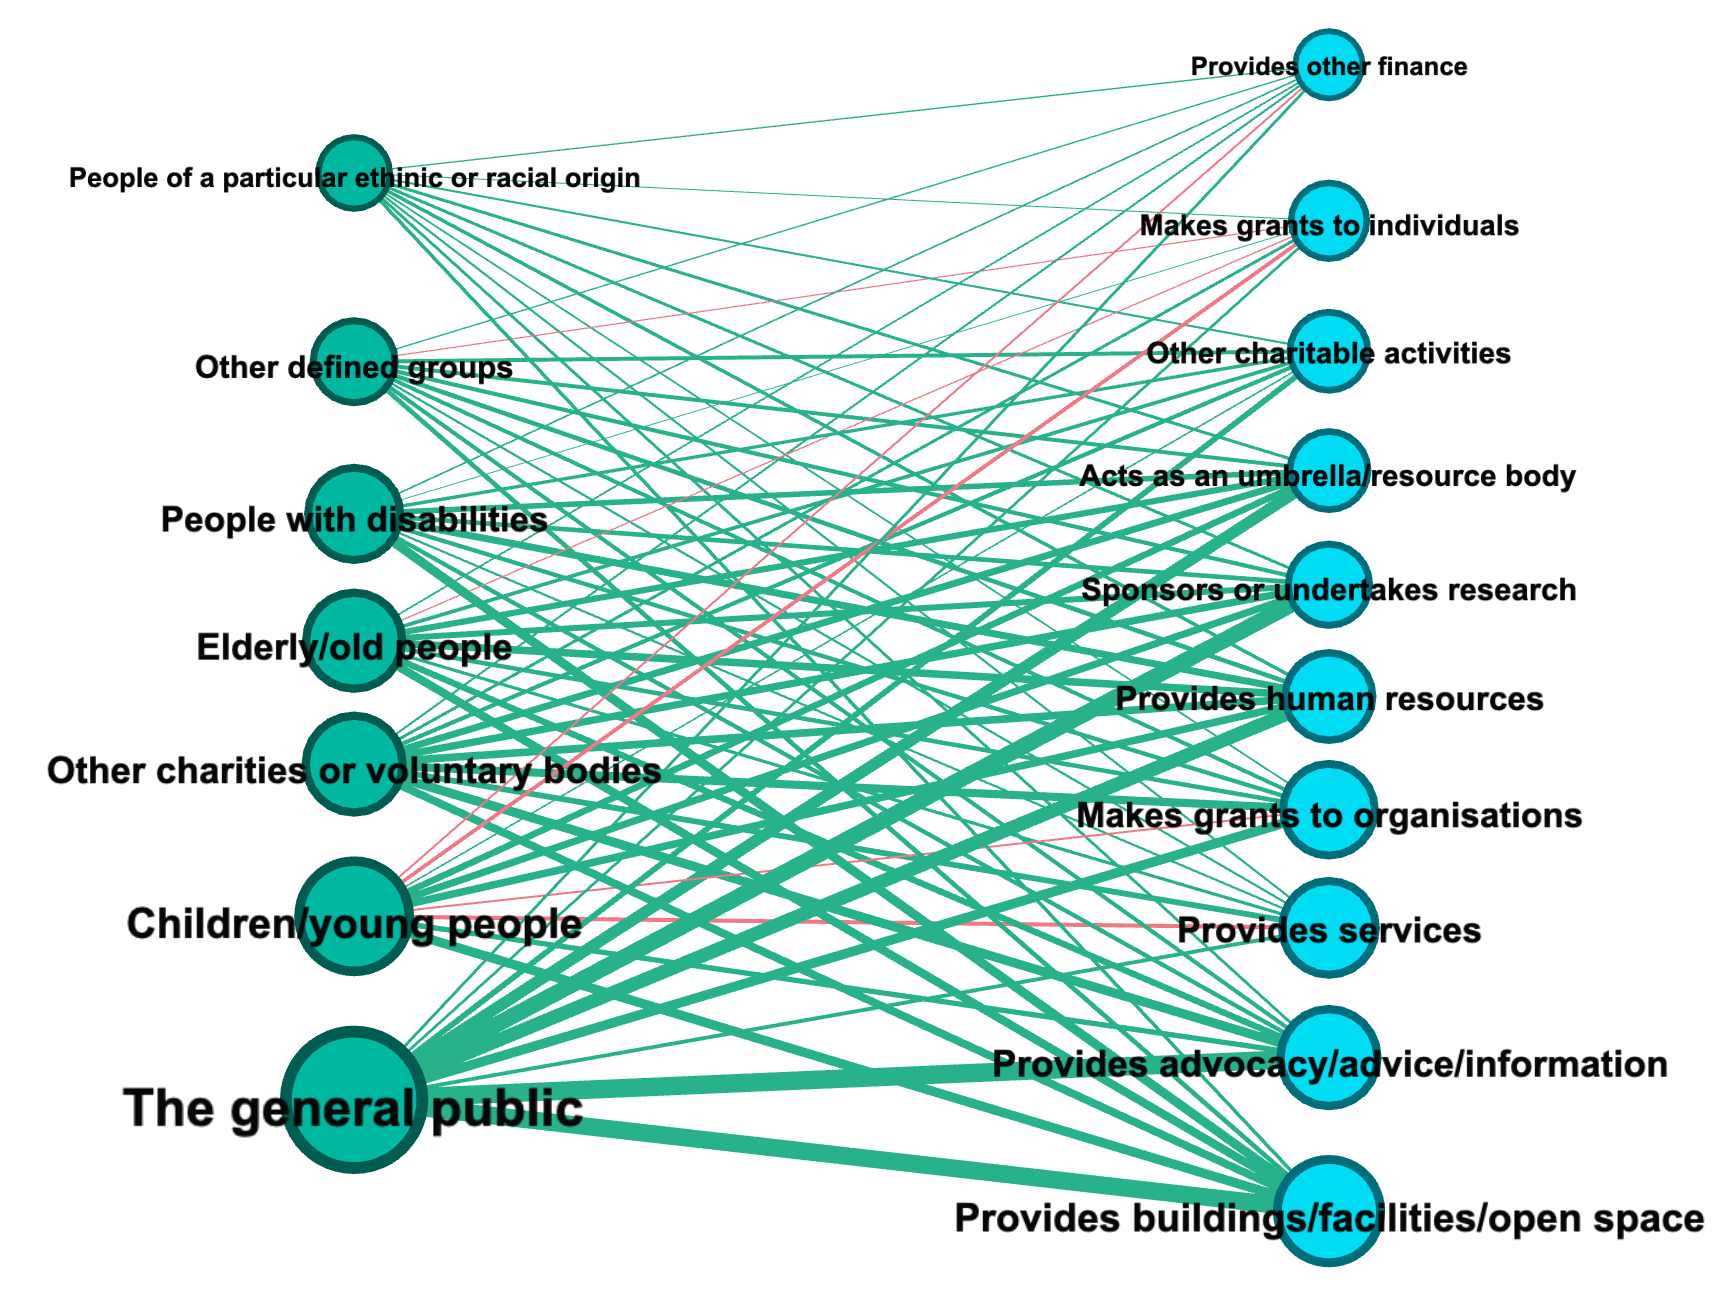 People of a particular ethinic or racial origin
Other defined groups
People with disabilities
Elderly/old people
Other charities or voluntary bodies
Children/young people
The general public
Provides other finance
Makes grants to individuals
Other charitable activities
Acts as an umbrella/resource body
Sponsors or undertakes research
Provides human resources
Makes grants to organisations
Provides services
Provides advocacy/advice/information
Provides buildings/facilities/open space